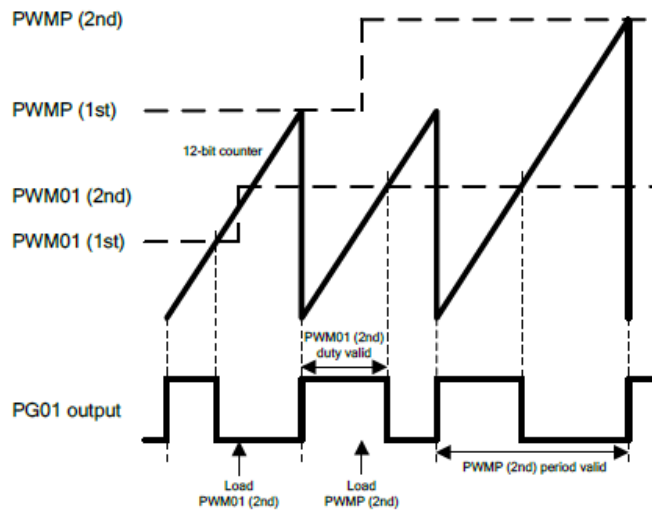 PWMP (2nd)
PWMP (1st)
12-bit counter
PWM01 (2nd)
PWM01 (1st)
PWM01 (2nd)
duty valid
PG01 output
PWMP (2nd) period valid
Load
PWM01 (2nd)
Load
PWMP (2nd)